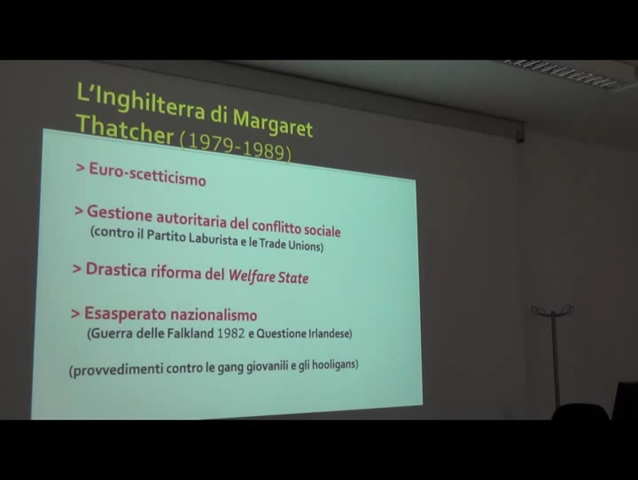 L'Inghilterra di Margaret
Thatcher (1979-1989)
> Euro-scetticismo
> Gestione autoritaria del conflitto sociale
(contro il Partito Laburista e le Trade Unions)
> Drastica riforma del Welfare State
> Esasperato nazionalismo
(Guerra delle Falkland 1982 e Questione Irlandese)
(provvedimenti contro le gang giovanili e gli hooligans)